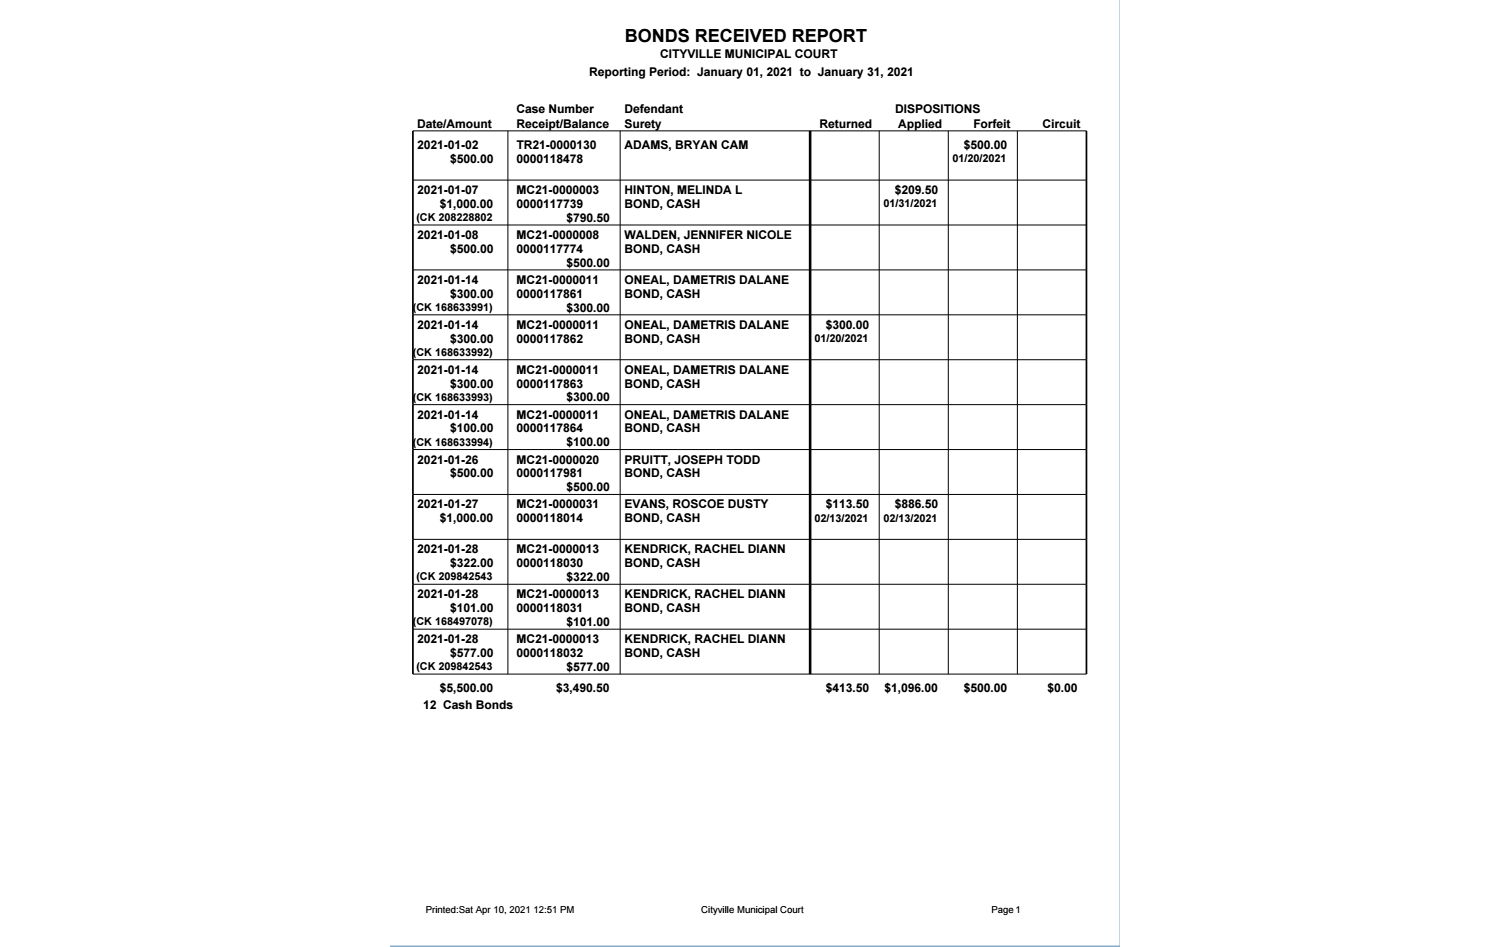 BONDS RECEIVED REPORT
CITYVILLE MUNICIPAL COURT
Reporting Period: January 01, 2021 to January 31, 2021
Case Number Defendant DISPOSITIONS
Date/Amount Receipt/Balance Surety Returned Applied Forfeit Circuit
2021-01-02 TR21-0000130 ADAMS, BRYAN CAM $500.00
$500.00 0000118478 01/20/2021
2021-01-07 MC21-0000003 HINTON, MELINDA L $209.50
$1,000.00 0000117739 BOND, CASH 01/31/2021
(CK 208228802 $790.50
2021-01-08 MC21-0000008 WALDEN, JENNIFER NICOLE
$500.00 0000117774 BOND, CASH
$500.00
2021-01-14 MC21-0000011 ONEAL, DAMETRIS DALANE
$300.00 0000117861 BOND, CASH
(CK 168633991) $300.00
2021-01-14 MC21-0000011 ONEAL, DAMETRIS DALANE $300.00
$300.00 0000117862 BOND, CASH 01/20/2021
(CK 168633992)
2021-01-14 MC21-0000011 ONEAL, DAMETRIS DALANE
$300.00 0000117863 BOND, CASH
(CK 168633993) $300.00
2021-01-14 MC21-0000011 ONEAL, DAMETRIS DALANE
$100.00 0000117864 BOND, CASH
(CK 168633994) $100.00
2021-01-26 MC21-0000020 PRUITT, JOSEPH TODD
$500.00 0000117981 BOND, CASH
$500.00
2021-01-27 MC21-0000031 EVANS, ROSCOE DUSTY $113.50 $886.50
$1,000.00 0000118014 BOND, CASH 02/13/2021 02/13/2021
2021-01-28 MC21-0000013 KENDRICK, RACHEL DIANN
$322.00 0000118030 BOND, CASH
(CK 209842543 $322.00
2021-01-28 MC21-0000013 KENDRICK, RACHEL DIANN
$101.00 0000118031 BOND, CASH
(CK 168497078) $101.00
2021-01-28 MC21-0000013 KENDRICK, RACHEL DIANN
$577.00 0000118032 BOND, CASH
(CK 209842543 $577.00
$5,500.00 $3,490.50 $413.50 $1,096.00 $500.00 $0.00
12 Cash Bonds
Printed:Sat Apr 10, 2021 12:51 PM Cityville Municipal Court Page 1